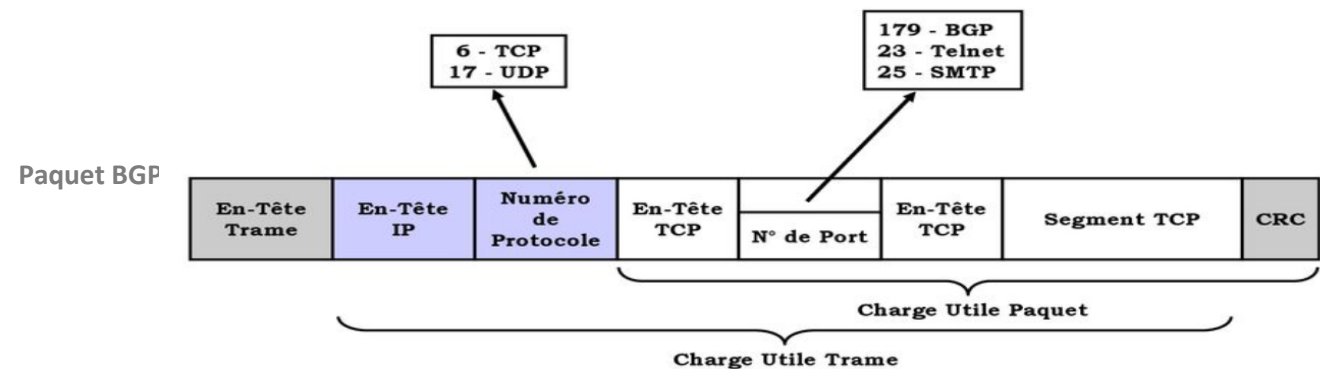 6 - TCP
17 - UDP
179 - BGP
23 - Telnet
25 - SMTP
Paquet BGP
En-Tête
Trame
En-Tête
IP
Numéro
de
Protocole
En-Tête
TCP
N° de Port
En-Tête
TCP
Segment TCP
CRC
Charge Utile Paquet
Charge Utile Trame